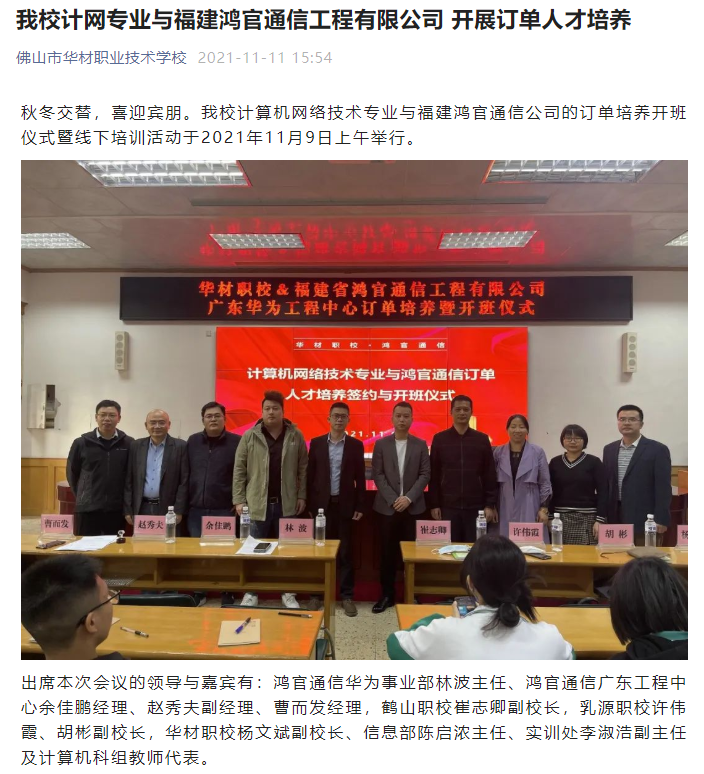 我校计网专业与福建鸿官通信工程有限公司 开展订单人才培养
佛山市华材职业技术学校 2021-11-11 15:54
秋冬交替，喜迎宾朋。我校计算机网络技术专业与福建鸿官通信公司的订单培养开班
仪式暨线下培训活动于2021年11月9日上午举行。
华材职校&福建省鸿官通信工程有限公司
广东华为工程中心订单培养暨开班仪式
华材职校·鸿官通信
计算机网络技术专业与鸿官通信订单
人才培养签约与开班仪式
2021.11
曹而发 赵秀夫 余佳鹏 林波 崔志卿 许伟霞 胡彬 杨
出席本次会议的领导与嘉宾有：鸿官通信华为事业部林波主任、鸿官通信广东工程中
心余佳鹏经理、赵秀夫副经理、曹而发经理，鹤山职校崔志卿副校长，乳源职校许伟
霞、胡彬副校长，华材职校杨文斌副校长、信息部陈启浓主任、实训处李淑浩副主任
及计算机科组教师代表。